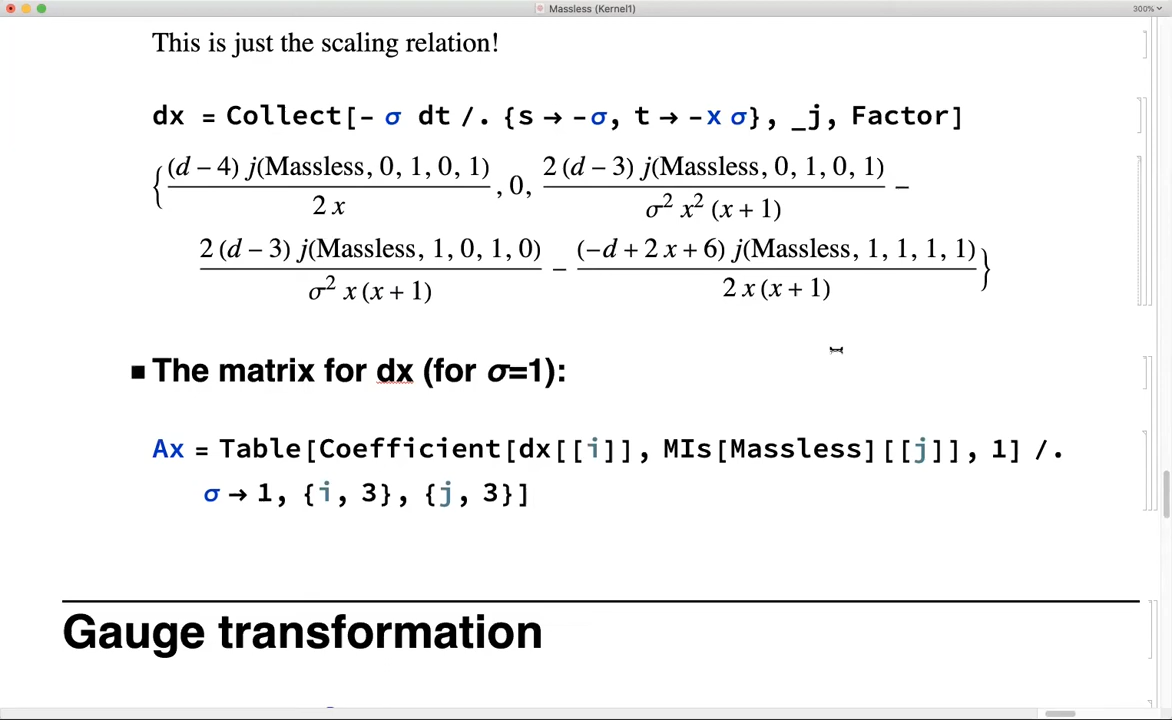 Massless (Kernel1)
300%
This is just the scaling relation!
dx = Collect[- σ dt /. {s → -σ, t → -x σ}, _j, Factor]
{(d – 4) j(Massless, 0, 1, 0, 1) / 2 x, 0, 2 (d – 3) j(Massless, 0, 1, 0, 1) / σ² x² (x + 1) –
2 (d – 3) j(Massless, 1, 0, 1, 0) / σ² x (x + 1) – (-d + 2 x + 6) j(Massless, 1, 1, 1, 1) / 2 x (x + 1)}
The matrix for dx (for σ=1):
Ax = Table[Coefficient[dx[[i]], MIs[Massless][[j]], 1] /.
σ → 1, {i, 3}, {j, 3}]
Gauge transformation